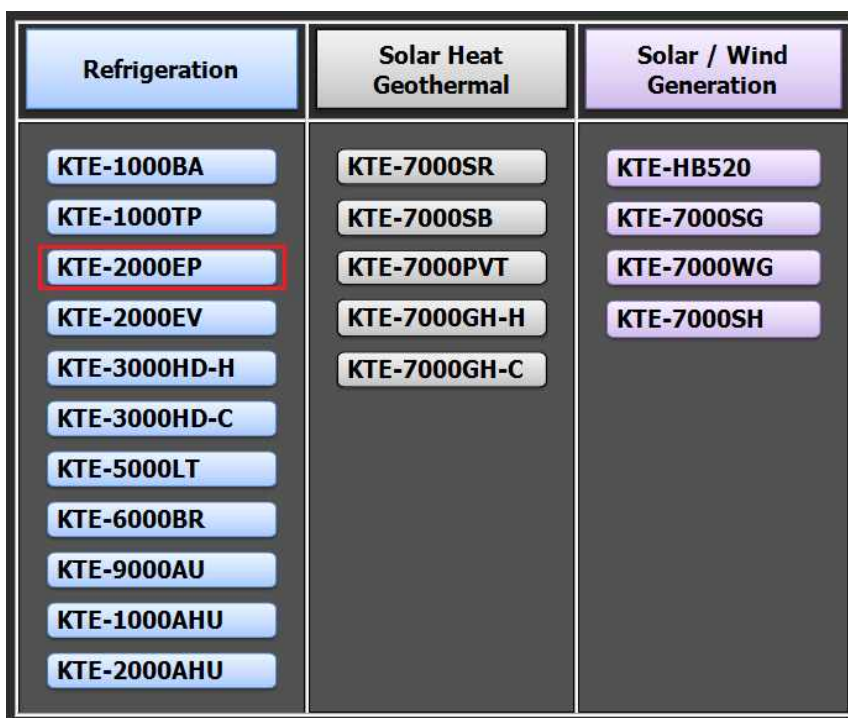 Refrigeration
Solar Heat
Geothermal
Solar / Wind
Generation
KTE-1000BA
KTE-1000TP
KTE-2000EP
KTE-2000EV
KTE-3000HD-H
KTE-3000HD-C
KTE-5000LT
KTE-6000BR
KTE-9000AU
KTE-1000AHU
KTE-2000AHU
KTE-7000SR
KTE-7000SB
KTE-7000PVT
KTE-7000GH-H
KTE-7000GH-C
KTE-HB520
KTE-7000SG
KTE-7000WG
KTE-7000SH